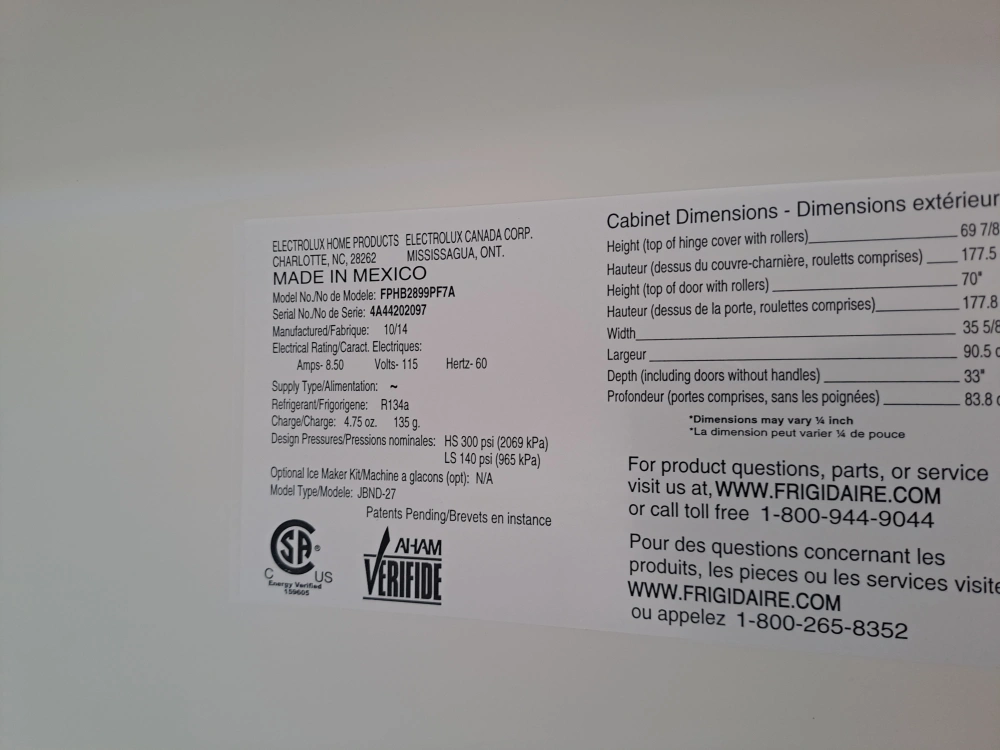 ELECTROLUX HOME PRODUCTS ELECTROLUX CANADA CORP.
CHARLOTTE, NC, 28262 MISSISSAGUA, ONT.
MADE IN MEXICO
Model No./No de Modele: FPHB2899PF7A
Serial No./No de Serie: 4A44202097
Manufactured/Fabrique: 10/14
Electrical Rating/Caract. Electriques:
Amps- 8.50 Volts- 115 Hertz- 60
Supply Type/Alimentation: ~
Refrigerant/Frigorigene: R134a
Charge/Charge: 4.75 oz. 135 g.
Design Pressures/Pressions nominales: HS 300 psi (2069 kPa)
LS 140 psi (965 kPa)
Optional Ice Maker Kit/Machine a glacons (opt): N/A
Model Type/Modele: JBND-27
Patents Pending/Brevets en instance
SA ®
C US
Energy Verified
159605
AHAM
VERIFIDE
Cabinet Dimensions - Dimensions extérieur
Height (top of hinge cover with rollers) 69 7/8
Hauteur (dessus du couvre-charnière, rouletts comprises) 177.5
Height (top of door with rollers) 70"
Hauteur (dessus de la porte, roulettes comprises) 177.8
Width 35 5/8
Largeur 90.5 c
Depth (including doors without handles) 33"
Profondeur (portes comprises, sans les poignées) 83.8 c
*Dimensions may vary ¼ inch
*La dimension peut varier ¼ de pouce
For product questions, parts, or service
visit us at, WWW.FRIGIDAIRE.COM
or call toll free 1-800-944-9044
Pour des questions concernant les
produits, les pieces ou les services visite
WWW.FRIGIDAIRE.COM
ou appelez 1-800-265-8352